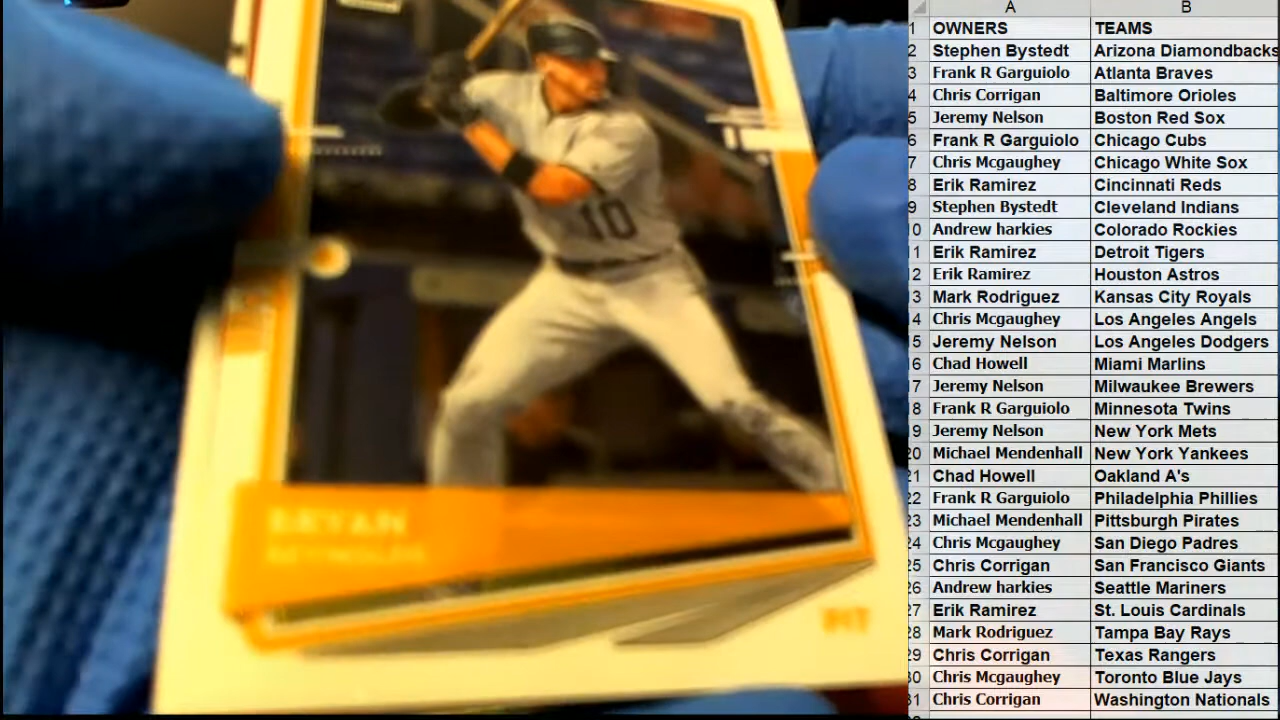 10
BRYAN
REYNOLDS
PIT
A B
1 OWNERS TEAMS
2 Stephen Bystedt Arizona Diamondbacks
3 Frank R Garguiolo Atlanta Braves
4 Chris Corrigan Baltimore Orioles
5 Jeremy Nelson Boston Red Sox
6 Frank R Garguiolo Chicago Cubs
7 Chris Mcgaughey Chicago White Sox
8 Erik Ramirez Cincinnati Reds
9 Stephen Bystedt Cleveland Indians
0 Andrew harkies Colorado Rockies
1 Erik Ramirez Detroit Tigers
2 Erik Ramirez Houston Astros
3 Mark Rodriguez Kansas City Royals
4 Chris Mcgaughey Los Angeles Angels
5 Jeremy Nelson Los Angeles Dodgers
6 Chad Howell Miami Marlins
7 Jeremy Nelson Milwaukee Brewers
8 Frank R Garguiolo Minnesota Twins
9 Jeremy Nelson New York Mets
20 Michael Mendenhall New York Yankees
21 Chad Howell Oakland A's
22 Frank R Garguiolo Philadelphia Phillies
23 Michael Mendenhall Pittsburgh Pirates
24 Chris Mcgaughey San Diego Padres
25 Chris Corrigan San Francisco Giants
26 Andrew harkies Seattle Mariners
27 Erik Ramirez St. Louis Cardinals
28 Mark Rodriguez Tampa Bay Rays
29 Chris Corrigan Texas Rangers
30 Chris Mcgaughey Toronto Blue Jays
31 Chris Corrigan Washington Nationals